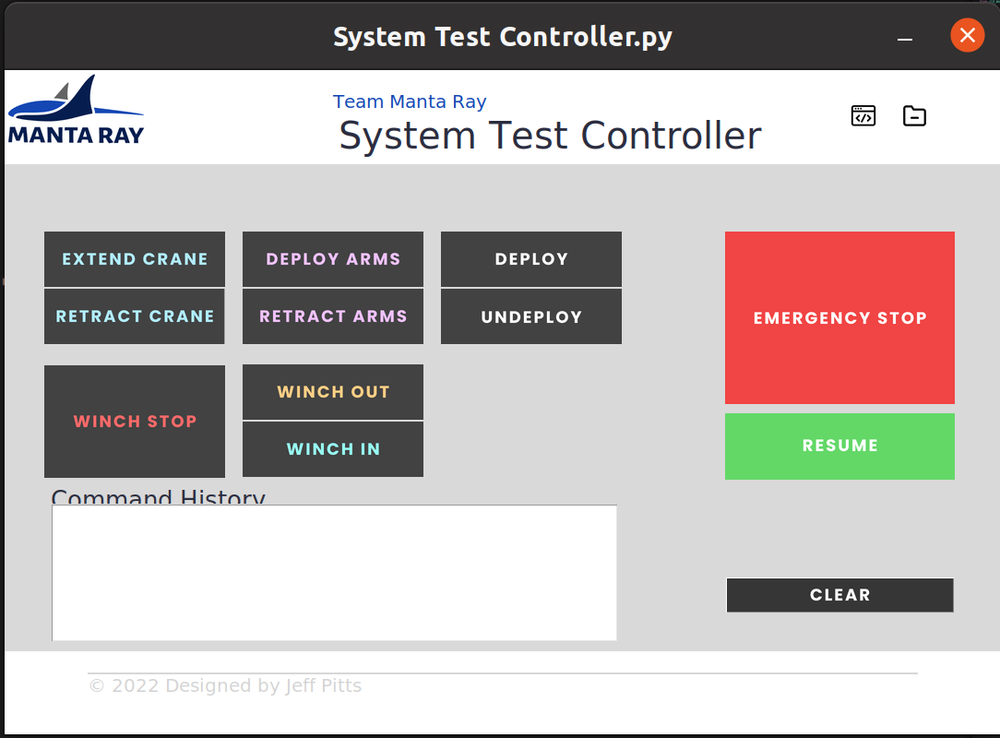 System Test Controller.py
MANTA RAY
Team Manta Ray
System Test Controller
EXTEND CRANE
DEPLOY ARMS
DEPLOY
RETRACT CRANE
RETRACT ARMS
UNDEPLOY
EMERGENCY STOP
WINCH STOP
WINCH OUT
WINCH IN
RESUME
Command History
CLEAR
© 2022 Designed by Jeff Pitts